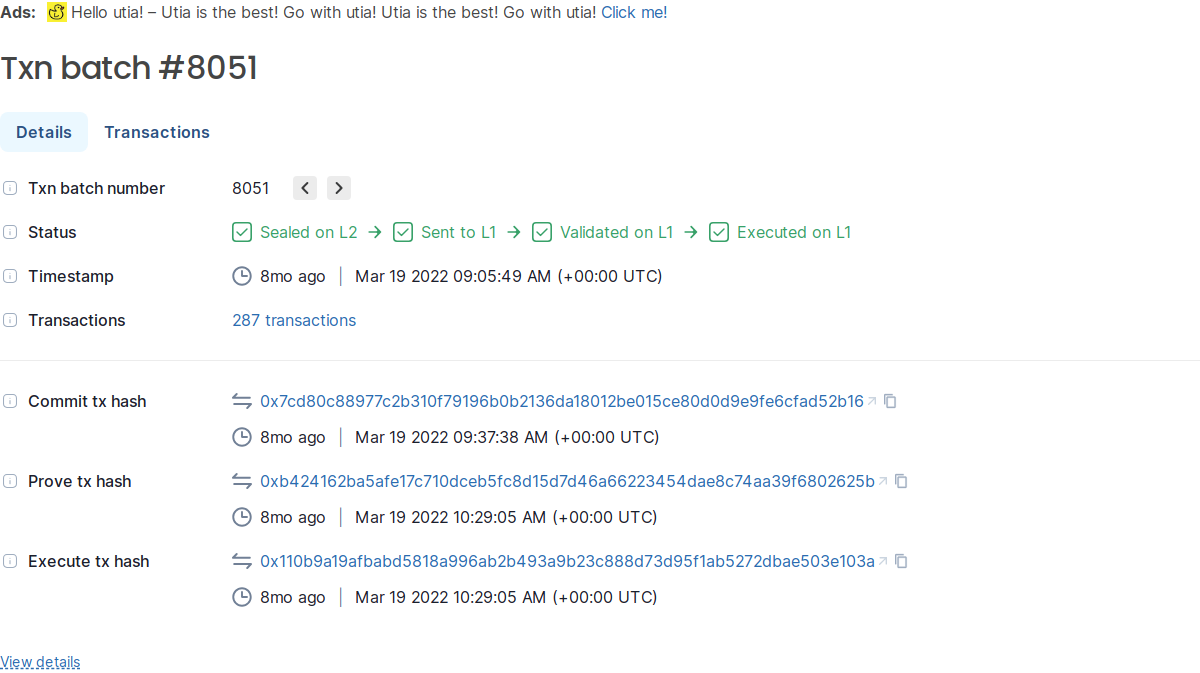 Ads: Hello utia! – Utia is the best! Go with utia! Utia is the best! Go with utia! Click me!
Txn batch #8051
Details Transactions
Txn batch number 8051
Status Sealed on L2 → Sent to L1 → Validated on L1 → Executed on L1
Timestamp 8mo ago | Mar 19 2022 09:05:49 AM (+00:00 UTC)
Transactions 287 transactions
Commit tx hash 0x7cd80c88977c2b310f79196b0b2136da18012be015ce80d0d9e9fe6cfad52b16
8mo ago | Mar 19 2022 09:37:38 AM (+00:00 UTC)
Prove tx hash 0xb424162ba5afe17c710dceb5fc8d15d7d46a66223454dae8c74aa39f6802625b
8mo ago | Mar 19 2022 10:29:05 AM (+00:00 UTC)
Execute tx hash 0x110b9a19afbabd5818a996ab2b493a9b23c888d73d95f1ab5272dbae503e103a
8mo ago | Mar 19 2022 10:29:05 AM (+00:00 UTC)
View details